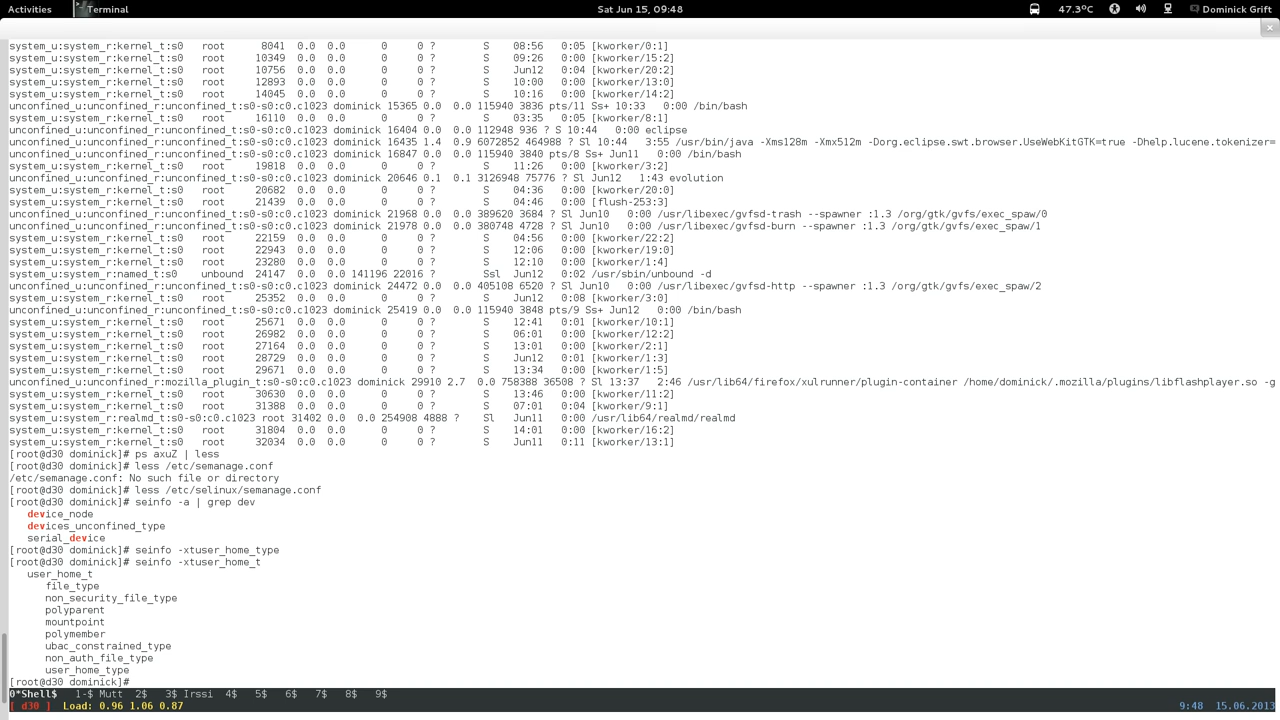 Activities Terminal Sat Jun 15, 09:48 47.3°C Dominick Grift
system_u:system_r:kernel_t:s0 root 8041 0.0 0.0 0 0 ? S 08:56 0:05 [kworker/0:1]
system_u:system_r:kernel_t:s0 root 10349 0.0 0.0 0 0 ? S 09:26 0:00 [kworker/15:2]
system_u:system_r:kernel_t:s0 root 10756 0.0 0.0 0 0 ? S Jun12 0:04 [kworker/20:2]
system_u:system_r:kernel_t:s0 root 12893 0.0 0.0 0 0 ? S 10:00 0:00 [kworker/13:0]
system_u:system_r:kernel_t:s0 root 14045 0.0 0.0 0 0 ? S 10:16 0:00 [kworker/14:2]
unconfined_u:unconfined_r:unconfined_t:s0-s0:c0.c1023 dominick 15365 0.0 0.0 115940 3836 pts/11 Ss+ 10:33 0:00 /bin/bash
system_u:system_r:kernel_t:s0 root 16110 0.0 0.0 0 0 ? S 03:35 0:05 [kworker/8:1]
unconfined_u:unconfined_r:unconfined_t:s0-s0:c0.c1023 dominick 16404 0.0 0.0 112948 936 ? S 10:44 0:00 eclipse
unconfined_u:unconfined_r:unconfined_t:s0-s0:c0.c1023 dominick 16435 1.4 0.9 6072852 464988 ? Sl 10:44 3:55 /usr/bin/java -Xms128m -Xmx512m -Dorg.eclipse.swt.browser.UseWebKitGTK=true -Dhelp.lucene.tokenizer=
unconfined_u:unconfined_r:unconfined_t:s0-s0:c0.c1023 dominick 16847 0.0 0.0 115940 3840 pts/8 Ss+ Jun11 0:00 /bin/bash
system_u:system_r:kernel_t:s0 root 19818 0.0 0.0 0 0 ? S 11:26 0:00 [kworker/3:2]
unconfined_u:unconfined_r:unconfined_t:s0-s0:c0.c1023 dominick 20646 0.1 0.1 3126948 75776 ? Sl Jun12 1:43 evolution
system_u:system_r:kernel_t:s0 root 20682 0.0 0.0 0 0 ? S 04:36 0:00 [kworker/20:0]
system_u:system_r:kernel_t:s0 root 21439 0.0 0.0 0 0 ? S 04:46 0:00 [flush-253:3]
unconfined_u:unconfined_r:unconfined_t:s0-s0:c0.c1023 dominick 21968 0.0 0.0 389620 3684 ? Sl Jun10 0:00 /usr/libexec/gvfsd-trash --spawner :1.3 /org/gtk/gvfs/exec_spaw/0
unconfined_u:unconfined_r:unconfined_t:s0-s0:c0.c1023 dominick 21978 0.0 0.0 380748 4728 ? Sl Jun10 0:00 /usr/libexec/gvfsd-burn --spawner :1.3 /org/gtk/gvfs/exec_spaw/1
system_u:system_r:kernel_t:s0 root 22159 0.0 0.0 0 0 ? S 04:56 0:00 [kworker/22:2]
system_u:system_r:kernel_t:s0 root 22943 0.0 0.0 0 0 ? S 12:06 0:00 [kworker/19:0]
system_u:system_r:kernel_t:s0 root 23280 0.0 0.0 0 0 ? S 12:10 0:00 [kworker/1:4]
system_u:system_r:named_t:s0 unbound 24147 0.0 0.0 141196 22016 ? Ssl Jun12 0:02 /usr/sbin/unbound -d
unconfined_u:unconfined_r:unconfined_t:s0-s0:c0.c1023 dominick 24472 0.0 0.0 405108 6520 ? Sl Jun10 0:00 /usr/libexec/gvfsd-http --spawner :1.3 /org/gtk/gvfs/exec_spaw/2
system_u:system_r:kernel_t:s0 root 25352 0.0 0.0 0 0 ? S Jun12 0:08 [kworker/3:0]
unconfined_u:unconfined_r:unconfined_t:s0-s0:c0.c1023 dominick 25419 0.0 0.0 115940 3848 pts/9 Ss+ Jun12 0:00 /bin/bash
system_u:system_r:kernel_t:s0 root 25671 0.0 0.0 0 0 ? S 12:41 0:01 [kworker/10:1]
system_u:system_r:kernel_t:s0 root 26982 0.0 0.0 0 0 ? S 06:01 0:00 [kworker/12:2]
system_u:system_r:kernel_t:s0 root 27164 0.0 0.0 0 0 ? S 13:01 0:00 [kworker/2:1]
system_u:system_r:kernel_t:s0 root 28729 0.0 0.0 0 0 ? S Jun12 0:01 [kworker/1:3]
system_u:system_r:kernel_t:s0 root 29671 0.0 0.0 0 0 ? S 13:34 0:00 [kworker/1:5]
unconfined_u:unconfined_r:mozilla_plugin_t:s0-s0:c0.c1023 dominick 29910 2.7 0.0 758388 36508 ? Sl 13:37 2:46 /usr/lib64/firefox/xulrunner/plugin-container /home/dominick/.mozilla/plugins/libflashplayer.so -g
system_u:system_r:kernel_t:s0 root 30630 0.0 0.0 0 0 ? S 13:46 0:00 [kworker/11:2]
system_u:system_r:kernel_t:s0 root 31388 0.0 0.0 0 0 ? S 07:01 0:04 [kworker/9:1]
system_u:system_r:realmd_t:s0-s0:c0.c1023 root 31402 0.0 0.0 254908 4888 ? Sl Jun11 0:00 /usr/lib64/realmd/realmd
system_u:system_r:kernel_t:s0 root 31804 0.0 0.0 0 0 ? S 14:01 0:00 [kworker/16:2]
system_u:system_r:kernel_t:s0 root 32034 0.0 0.0 0 0 ? S Jun11 0:11 [kworker/13:1]
[root@d30 dominick]# ps axuZ | less
[root@d30 dominick]# less /etc/semanage.conf
/etc/semanage.conf: No such file or directory
[root@d30 dominick]# less /etc/selinux/semanage.conf
[root@d30 dominick]# seinfo -a | grep dev
device_node
devices_unconfined_type
serial_device
[root@d30 dominick]# seinfo -xtuser_home_type
[root@d30 dominick]# seinfo -xtuser_home_t
user_home_t
file_type
non_security_file_type
polyparent
mountpoint
polymember
ubac_constrained_type
non_auth_file_type
user_home_type
[root@d30 dominick]#
0*Shell$ 1-$ Mutt 2$ 3$ Irssi 4$ 5$ 6$ 7$ 8$ 9$
[ d30 ] Load: 0.96 1.06 0.87 9:48 15.06.2013